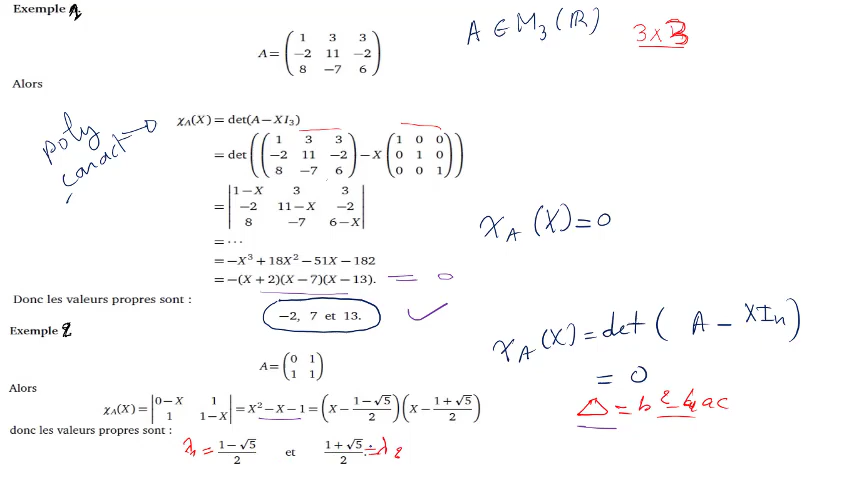 Exemple 1.
A ∈ M₃(ℝ)
3×3
A = ( 1 3 3
−2 11 −2
8 −7 6 )
Alors
poly
caract
χA(X) = det(A−XI₃)
= det ( ( 1 3 3
−2 11 −2
8 −7 6 ) − X ( 1 0 0
0 1 0
0 0 1 ) )
= | 1−X 3 3
−2 11−X −2
8 −7 6−X |
χA(X) = 0
= ···
= −X³ + 18X² − 51X − 182
= −(X + 2)(X − 7)(X − 13). = 0
Donc les valeurs propres sont :
−2, 7 et 13.
Exemple 2
χA(X) = det ( A − XIn )
= 0
A = ( 0 1
1 1 )
Alors
χA(X) = | 0−X 1
1 1−X | = X² − X − 1 = (X − (1−√5)/2)(X − (1+√5)/2)
Δ = b² − 4ac
donc les valeurs propres sont :
λ₁ = (1−√5)/2 et (1+√5)/2 = λ₂